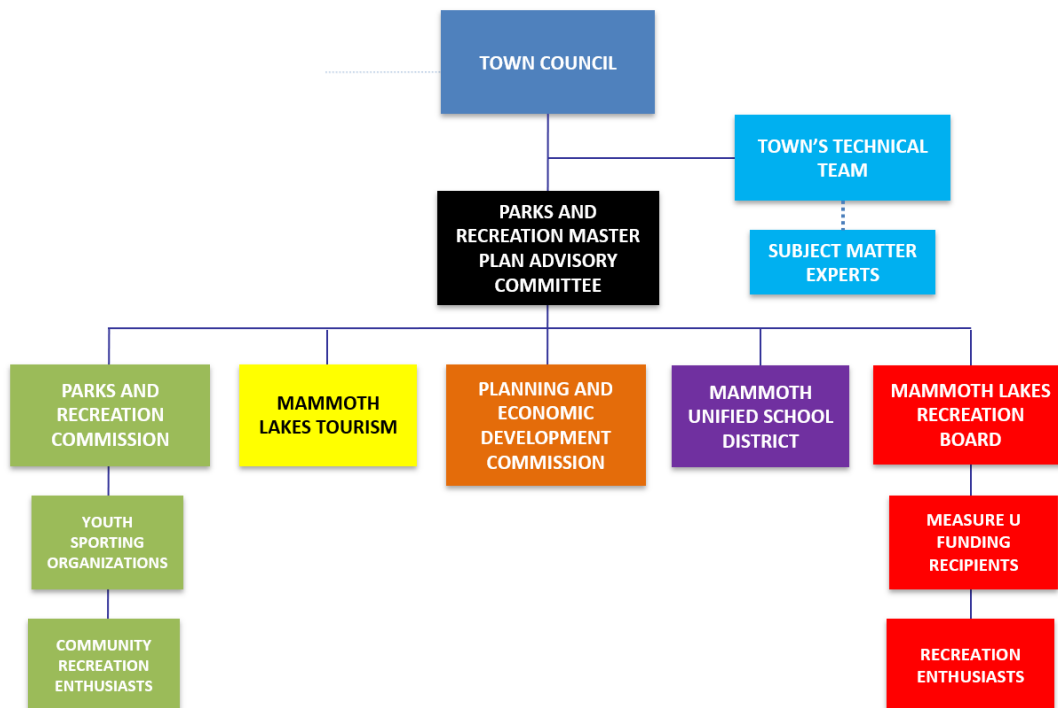 TOWN COUNCIL
TOWN'S TECHNICAL
TEAM
PARKS AND
RECREATION MASTER
PLAN ADVISORY
COMMITTEE
SUBJECT MATTER
EXPERTS
PARKS AND
RECREATION
COMMISSION
MAMMOTH
LAKES TOURISM
PLANNING AND
ECONOMIC
DEVELOPMENT
COMMISSION
MAMMOTH
UNIFIED SCHOOL
DISTRICT
MAMMOTH LAKES
RECREATION
BOARD
YOUTH
SPORTING
ORGANIZATIONS
MEASURE U
FUNDING
RECIPIENTS
COMMUNITY
RECREATION
ENTHUSIASTS
RECREATION
ENTHUSIASTS